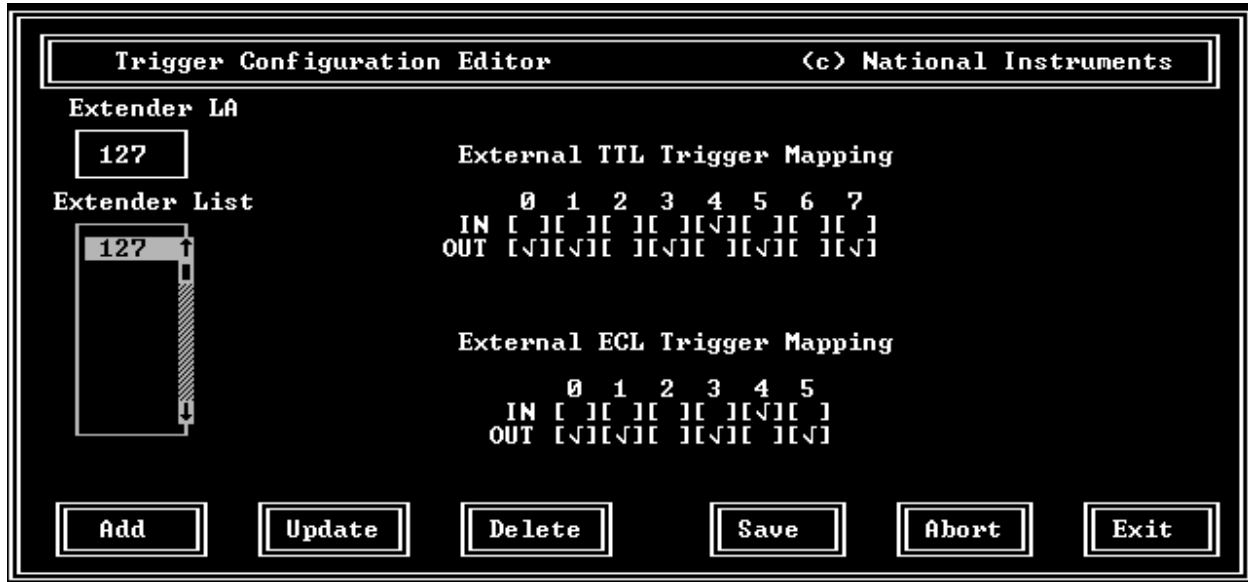 Trigger Configuration Editor (c) National Instruments
Extender LA
127
External TTL Trigger Mapping
Extender List
0 1 2 3 4 5 6 7
IN [ ][ ][ ][ ][√][ ][ ][ ]
127
OUT [√][√][ ][√][ ][√][ ][√]
External ECL Trigger Mapping
0 1 2 3 4 5
IN [ ][ ][ ][ ][√][ ]
OUT [√][√][ ][√][ ][√]
Add Update Delete Save Abort Exit